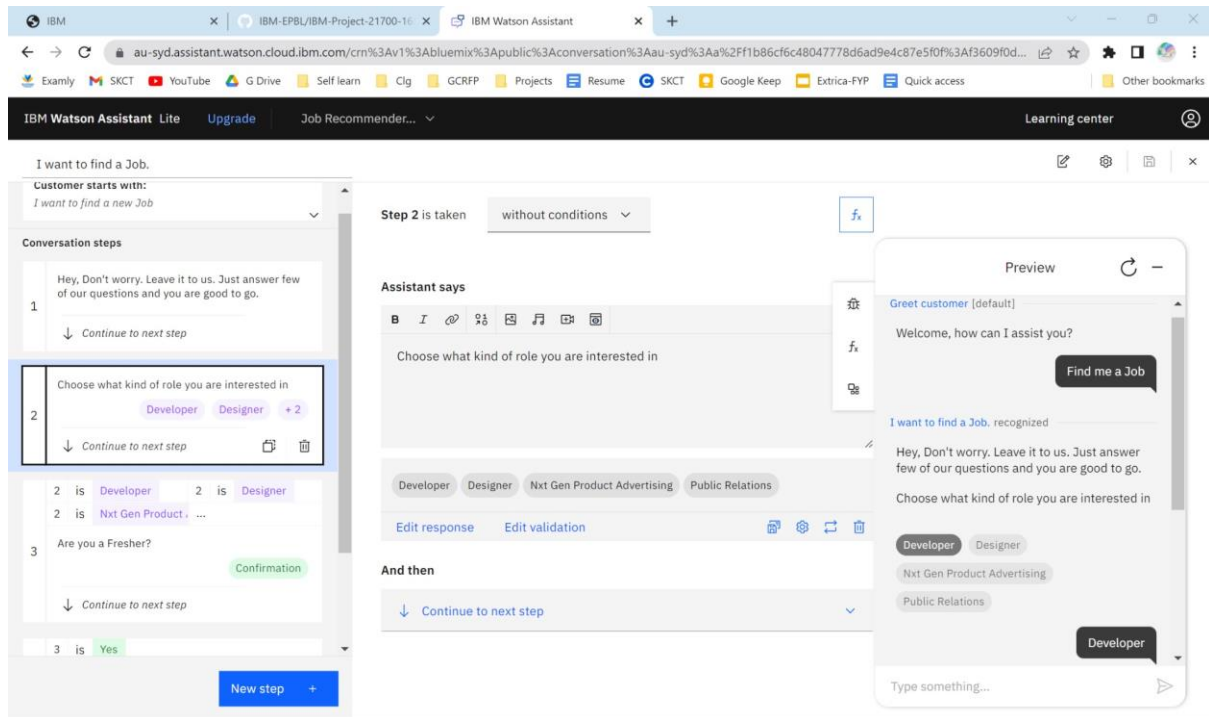 IBM
IBM-EPBL/IBM-Project-21700-16
IBM Watson Assistant
au-syd.assistant.watson.cloud.ibm.com/crn%3Av1%3Abluemix%3Apublic%3Aconversation%3Aau-syd%3Aa%2Ff1b86cf6c48047778d6ad9e4c87e5f0f%3Af3609f0d...
Examly SKCT YouTube G Drive Self learn Clg GCRFP Projects Resume SKCT Google Keep Extrica-FYP Quick access Other bookmarks
IBM Watson Assistant Lite Upgrade Job Recommender... Learning center
I want to find a Job.
Customer starts with:
I want to find a new Job
Conversation steps
1
Hey, Don't worry. Leave it to us. Just answer few
of our questions and you are good to go.
Continue to next step
2
Choose what kind of role you are interested in
Developer Designer + 2
Continue to next step
2 is Developer 2 is Designer
2 is Nxt Gen Product ...
3
Are you a Fresher?
Confirmation
Continue to next step
3 is Yes
New step +
Step 2 is taken without conditions
fx
Assistant says
B I
Choose what kind of role you are interested in
fx
Developer Designer Nxt Gen Product Advertising Public Relations
Edit response Edit validation
And then
Continue to next step
Preview
Greet customer [default]
Welcome, how can I assist you?
Find me a Job
I want to find a Job. recognized
Hey, Don't worry. Leave it to us. Just answer
few of our questions and you are good to go.
Choose what kind of role you are interested in
Developer Designer
Nxt Gen Product Advertising
Public Relations
Developer
Type something...